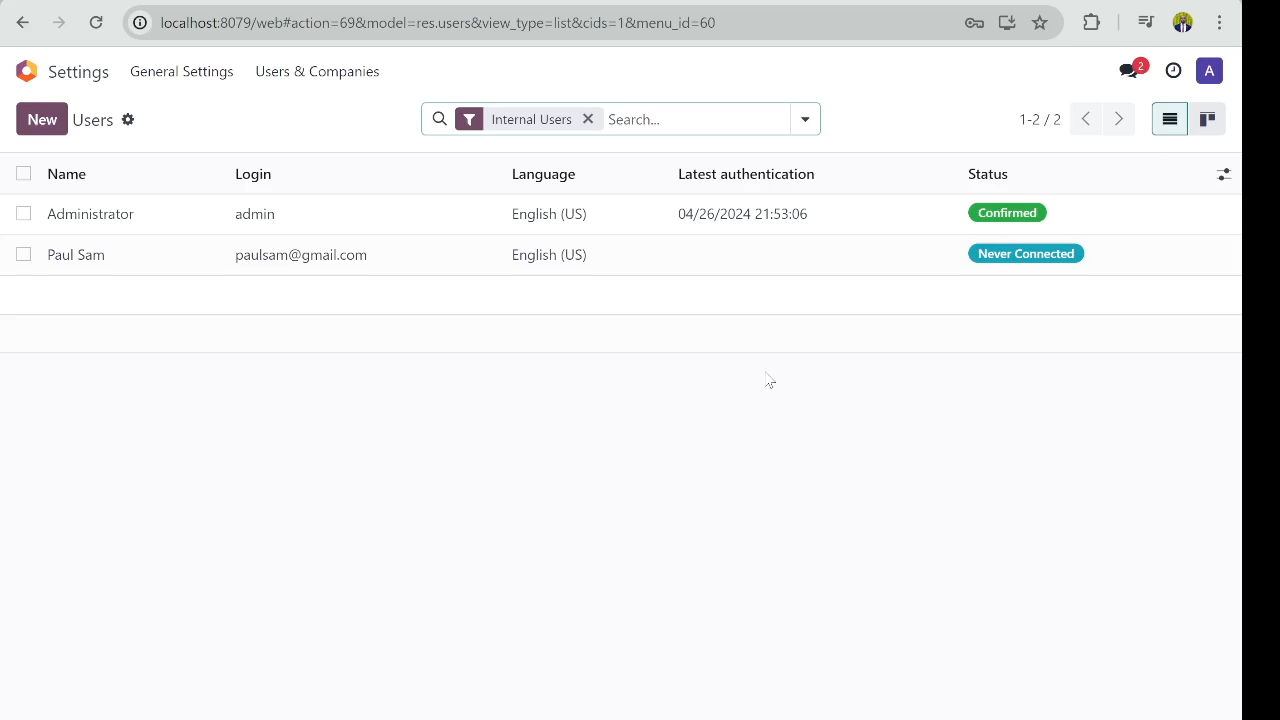 localhost:8079/web#action=69&model=res.users&view_type=list&cids=1&menu_id=60
Settings General Settings Users & Companies 2 A
New Users Internal Users Search... 1-2 / 2
Name Login Language Latest authentication Status
Administrator admin English (US) 04/26/2024 21:53:06 Confirmed
Paul Sam paulsam@gmail.com English (US) Never Connected